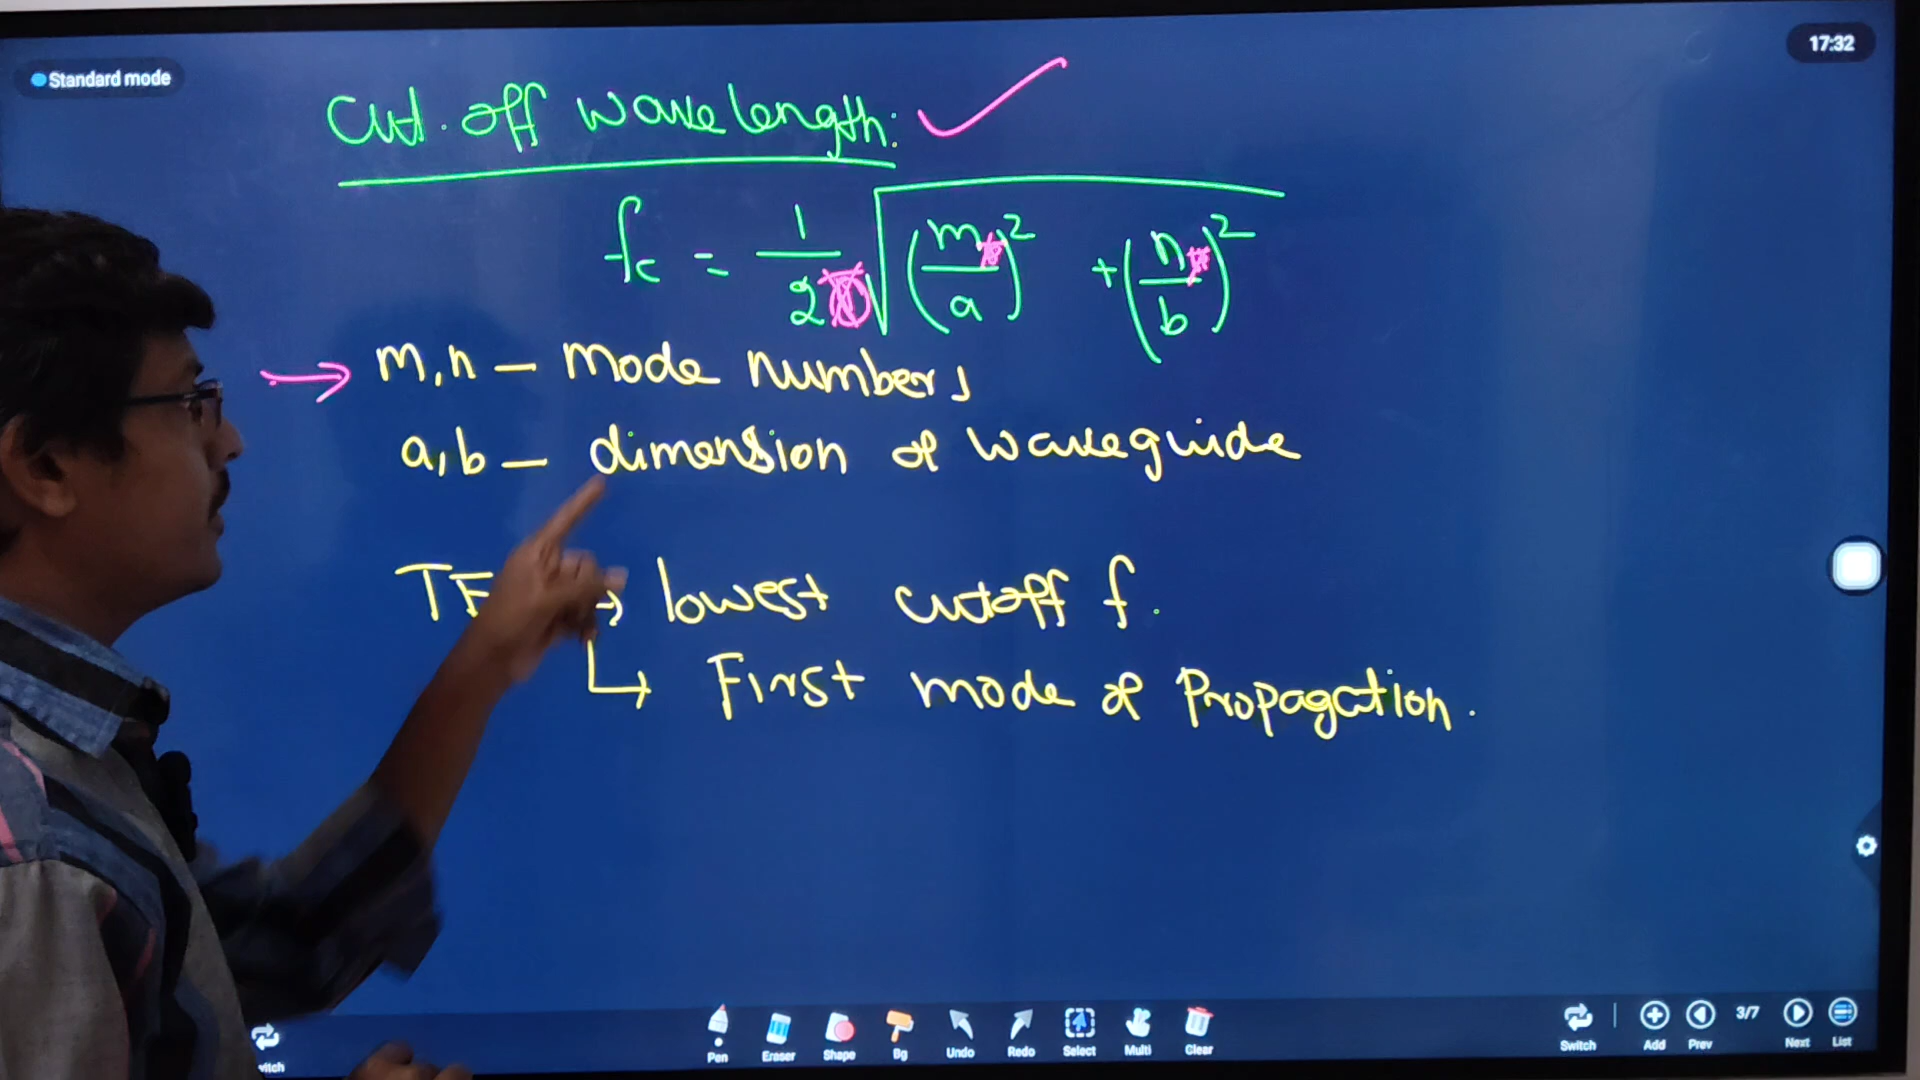 17:32
Standard mode
Cut.off wavelength:
fc = 1/2 √(m/a)² + (n/b)²
m,n – mode numbers
a,b – dimension of waveguide
TE → lowest cutoff f.
↳ First mode of Propagation.
Pen Eraser Shape Bg Undo Redo Select Multi Clear
Switch Add Prev 3/7 Next List